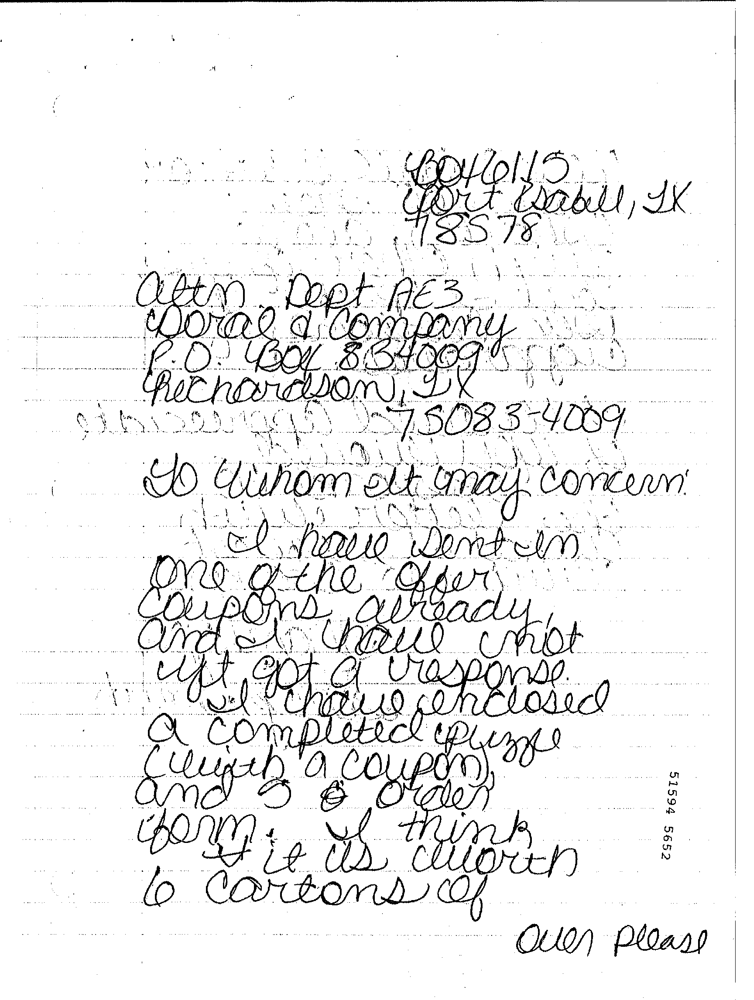 Box 6115
Port Isabell, TX
78578
Attn Dept AE3
Doral & Company
P.O. Box 834009
Richardson, TX
75083-4009
To Whom It may concern:
I have sent in
one of the offer
coupons already,
and I have not
yet got a response.
I have enclosed
a completed puzzle
(with a coupon),
and 5 order
form. I think
it is worth
6 cartons of
Over Please
51594 5652